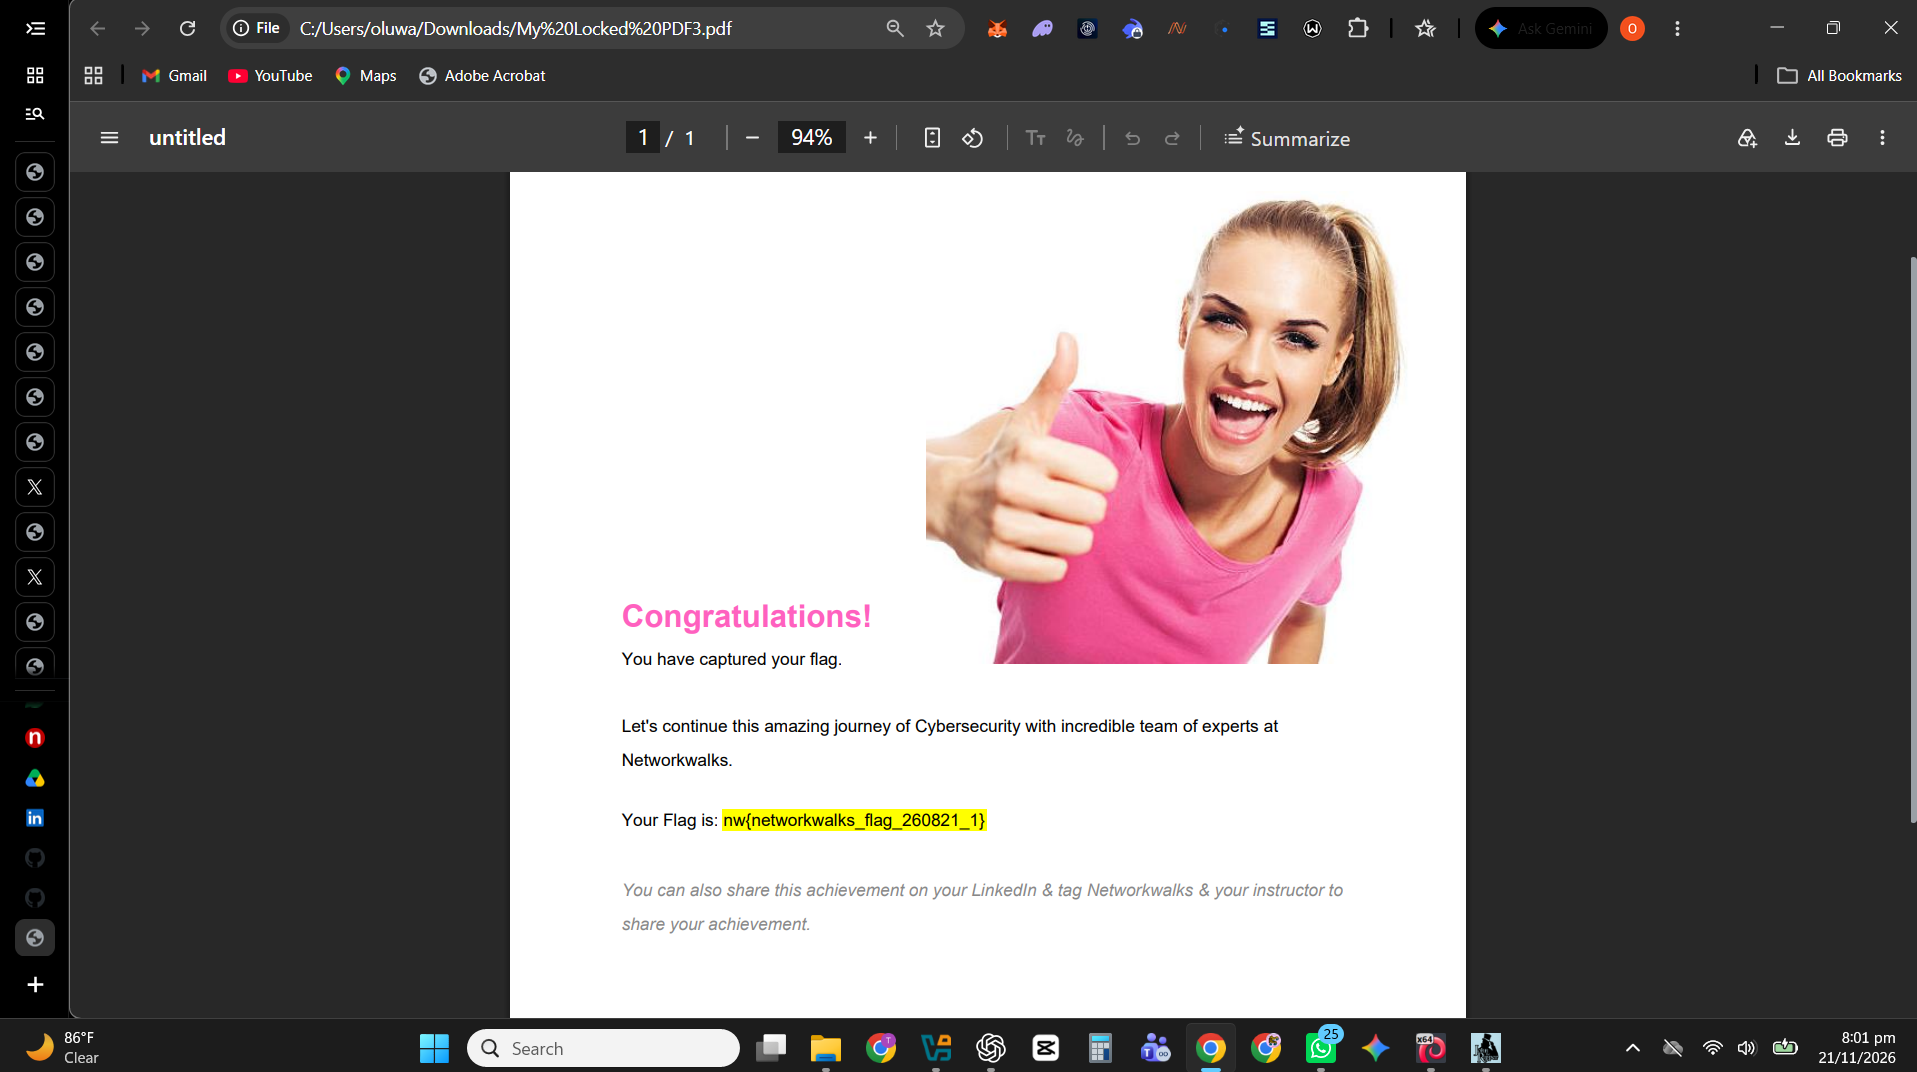 File
C:/Users/oluwa/Downloads/My%20Locked%20PDF3.pdf
Ask Gemini
O
Gmail
YouTube
Maps
Adobe Acrobat
All Bookmarks
untitled
1 / 1
94%
Summarize
Congratulations!
You have captured your flag.
Let's continue this amazing journey of Cybersecurity with incredible team of experts at
Networkwalks.
Your Flag is: nw{networkwalks_flag_260821_1}
You can also share this achievement on your LinkedIn & tag Networkwalks & your instructor to
share your achievement.
86°F
Clear
Search
25
x64
8:01 pm
21/11/2026